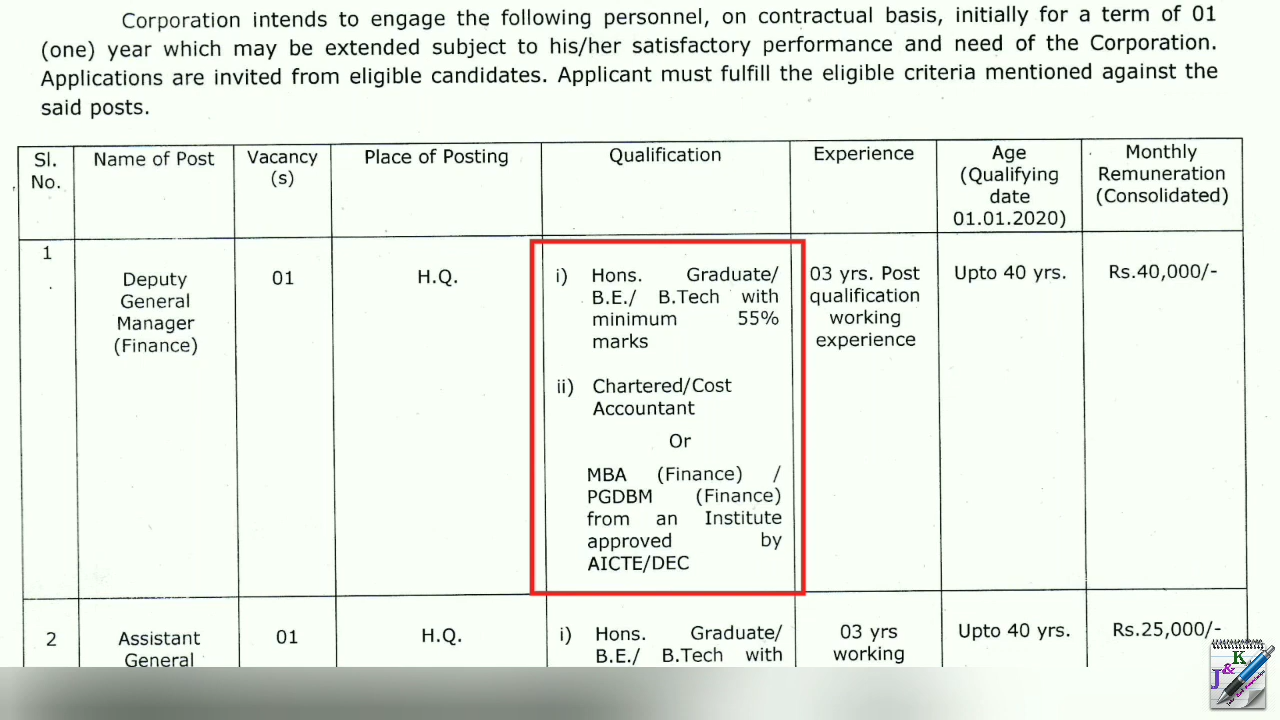 Corporation intends to engage the following personnel, on contractual basis, initially for a term of 01
(one) year which may be extended subject to his/her satisfactory performance and need of the Corporation.
Applications are invited from eligible candidates. Applicant must fulfill the eligible criteria mentioned against the
said posts.
Sl.
No.
Name of Post
Vacancy
(s)
Place of Posting
Qualification
Experience
Age
(Qualifying
date
01.01.2020)
Monthly
Remuneration
(Consolidated)
1
Deputy
General
Manager
(Finance)
01
H.Q.
i) Hons. Graduate/
B.E./ B.Tech with
minimum 55%
marks
ii) Chartered/Cost
Accountant
Or
MBA (Finance) /
PGDBM (Finance)
from an Institute
approved by
AICTE/DEC
03 yrs. Post
qualification
working
experience
Upto 40 yrs.
Rs.40,000/-
2
Assistant
General
01
H.Q.
i) Hons. Graduate/
B.E./ B.Tech with
03 yrs
working
Upto 40 yrs.
Rs.25,000/-
J&K